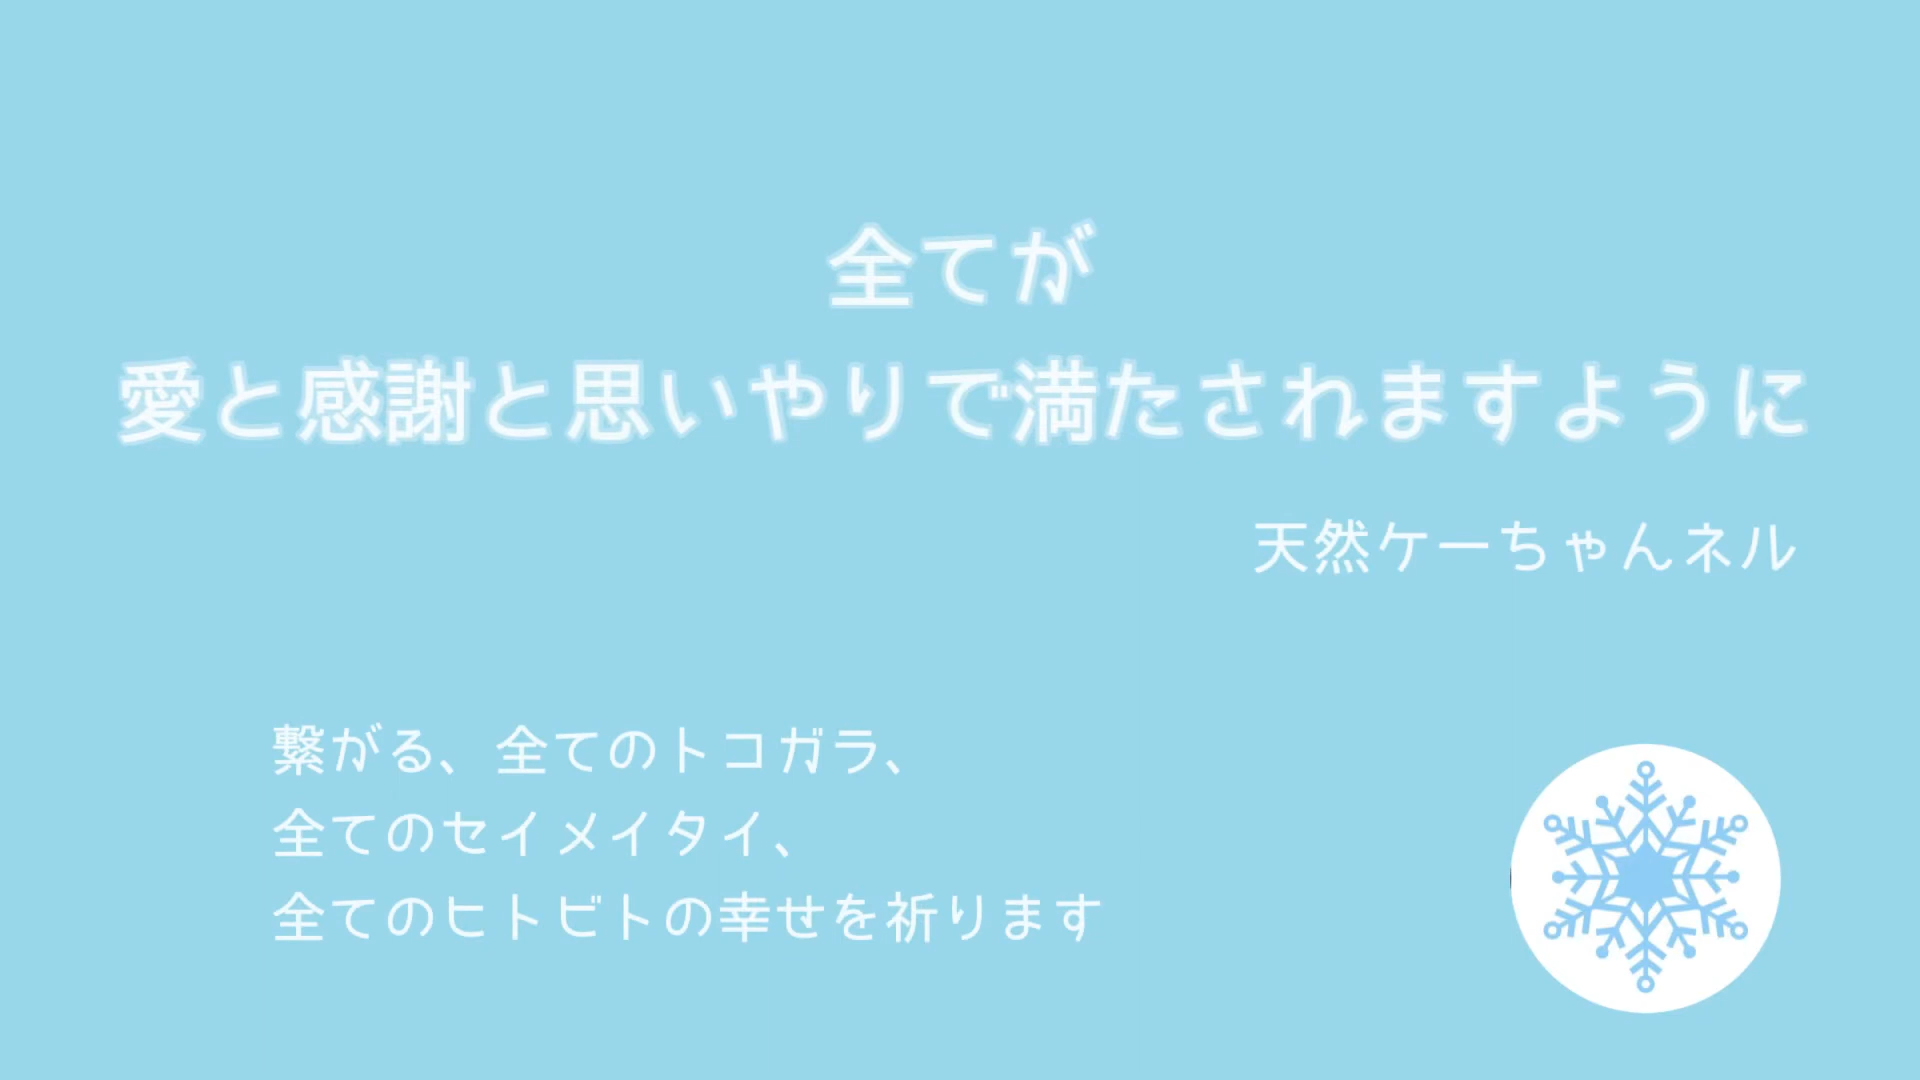 全てが
愛と感謝と思いやりで満たされますように
天然ケーちゃんネル
繋がる、全てのトコガラ、
全てのセイメイタイ、
全てのヒトビトの幸せを祈ります